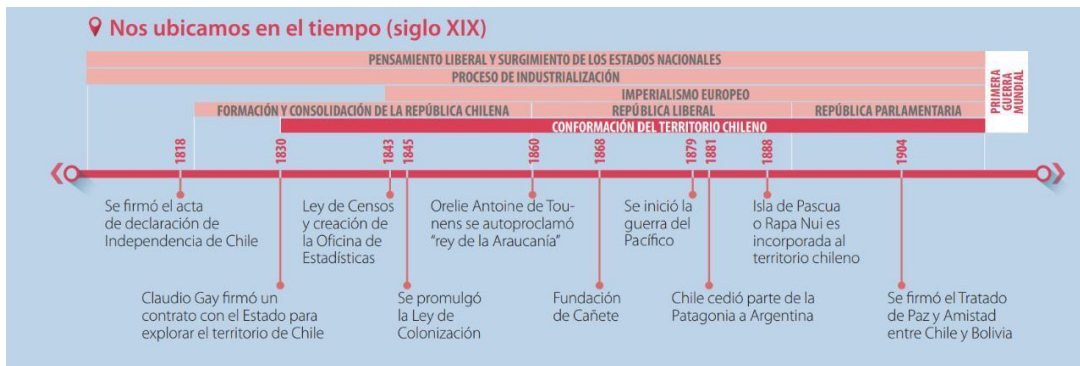 Nos ubicamos en el tiempo (siglo XIX)
PENSAMIENTO LIBERAL Y SURGIMIENTO DE LOS ESTADOS NACIONALES
PROCESO DE INDUSTRIALIZACIÓN
IMPERIALISMO EUROPEO
FORMACIÓN Y CONSOLIDACIÓN DE LA REPÚBLICA CHILENA
REPÚBLICA LIBERAL
REPÚBLICA PARLAMENTARIA
CONFORMACIÓN DEL TERRITORIO CHILENO
PRIMERA
GUERRA
MUNDIAL
1818
1830
1843
1845
1860
1868
1879
1881
1888
1904
Se firmó el acta
de declaración de
Independencia de Chile
Ley de Censos
y creación de
la Oficina de
Estadísticas
Orelie Antoine de Tou-
nens se autoproclamó
“rey de la Araucanía”
Se inició la
guerra del
Pacífico
Isla de Pascua
o Rapa Nui es
incorporada al
territorio chileno
Claudio Gay firmó un
contrato con el Estado para
explorar el territorio de Chile
Se promulgó
la Ley de
Colonización
Fundación
de Cañete
Chile cedió parte de la
Patagonia a Argentina
Se firmó el Tratado
de Paz y Amistad
entre Chile y Bolivia